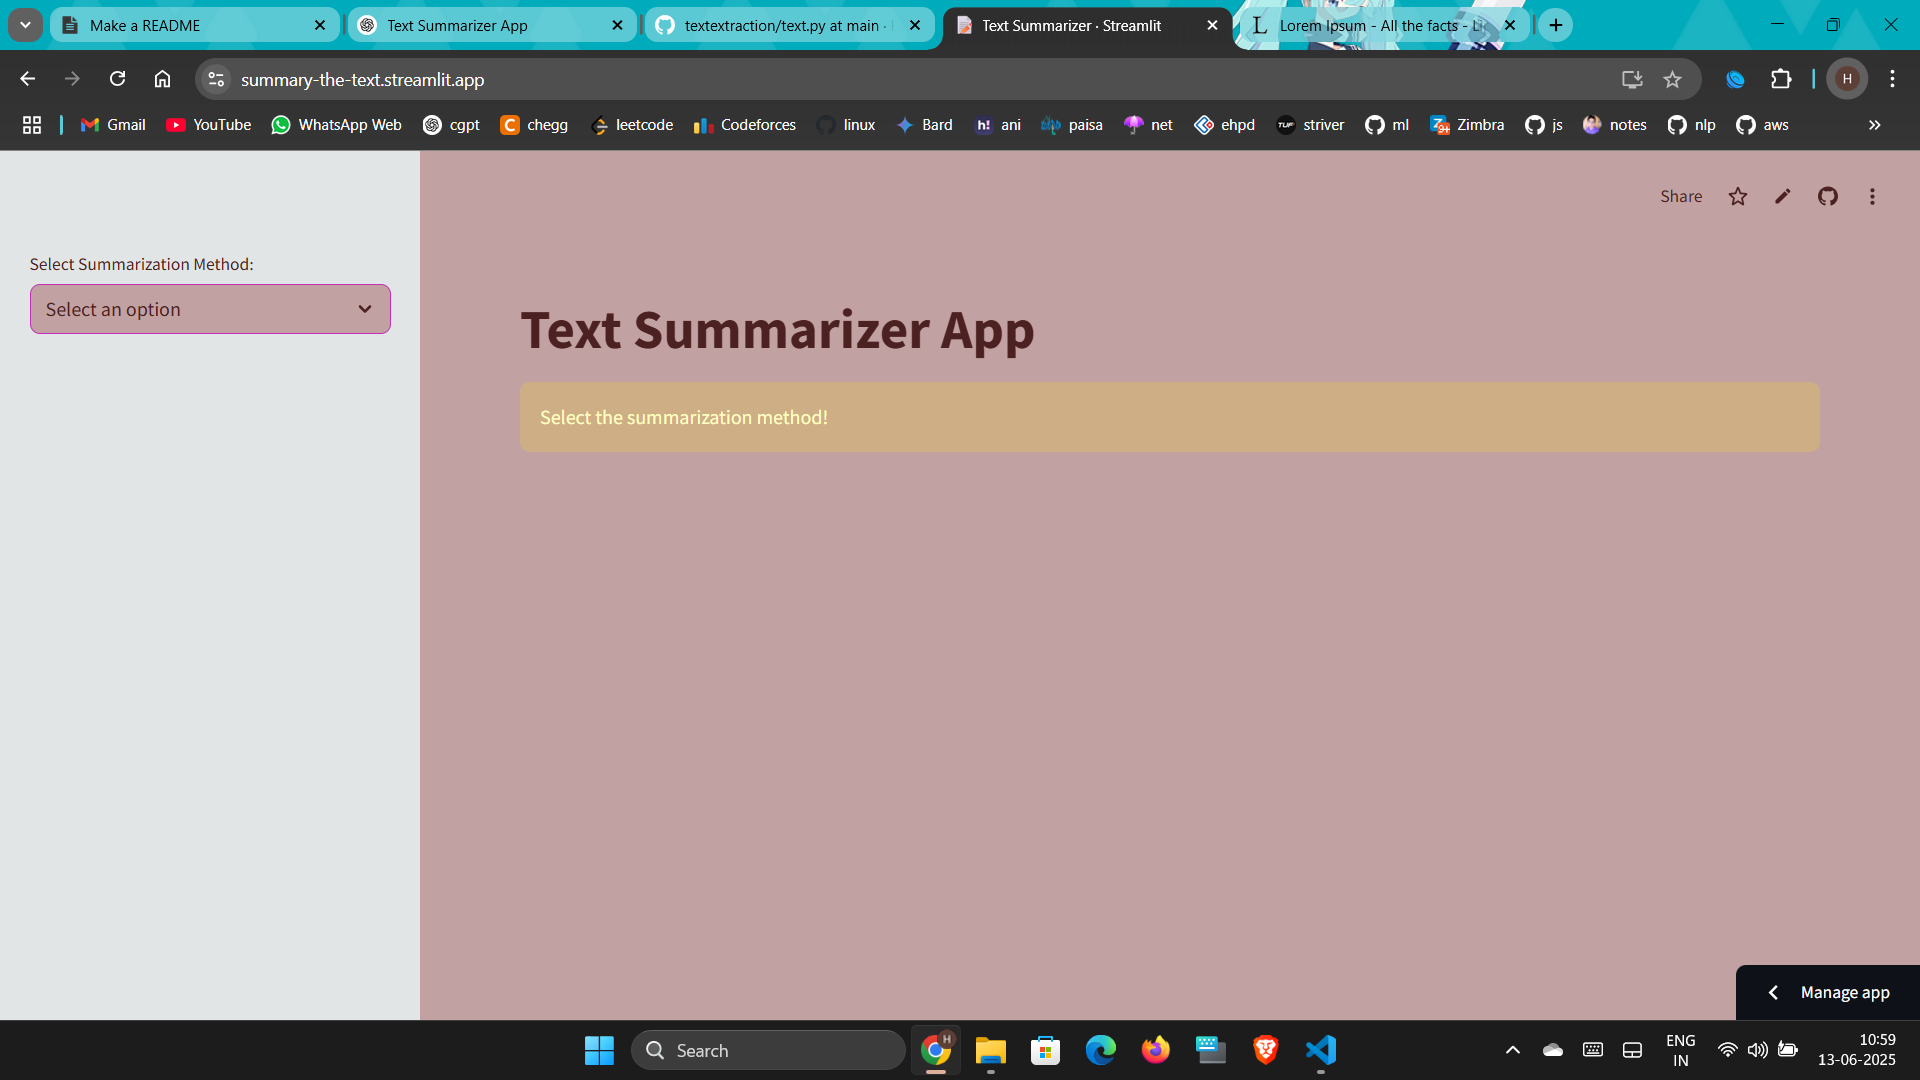 Make a README
Text Summarizer App
textextraction/text.py at main ·
Text Summarizer · Streamlit
Lorem Ipsum - All the facts -
summary-the-text.streamlit.app
H
Gmail
YouTube
WhatsApp Web
cgpt
chegg
leetcode
Codeforces
linux
Bard
h! ani
paisa
net
ehpd
TUF striver
ml
Zimbra
js
notes
nlp
aws
Share
Select Summarization Method:
Select an option
Text Summarizer App
Select the summarization method!
Manage app
Search
H
ENG
IN
10:59
13-06-2025